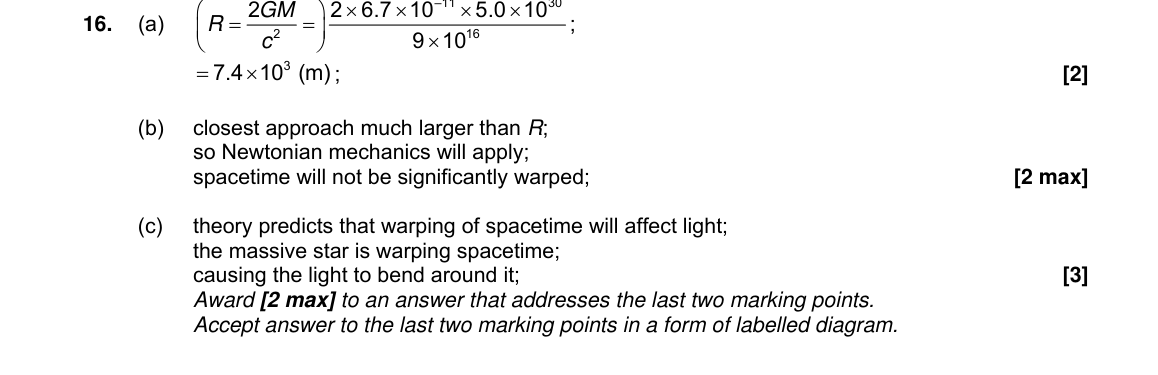 16. (a) (R = 2GM/c² =) 2 × 6.7 × 10⁻¹¹ × 5.0 × 10³⁰ / 9 × 10¹⁶ ;
= 7.4 × 10³ (m) ; [2]
(b) closest approach much larger than R;
so Newtonian mechanics will apply;
spacetime will not be significantly warped; [2 max]
(c) theory predicts that warping of spacetime will affect light;
the massive star is warping spacetime;
causing the light to bend around it; [3]
Award [2 max] to an answer that addresses the last two marking points.
Accept answer to the last two marking points in a form of labelled diagram.